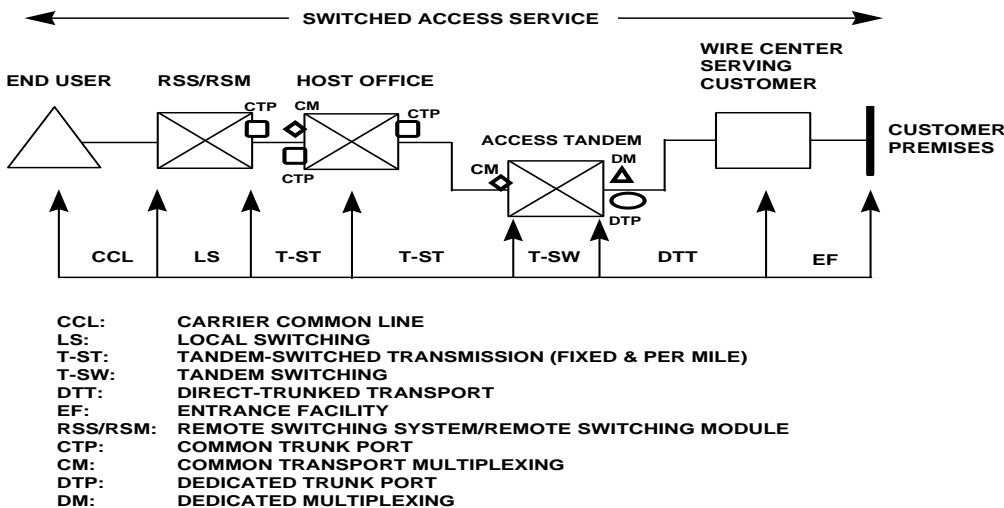 SWITCHED ACCESS SERVICE
WIRE CENTER
SERVING
CUSTOMER
END USER
RSS/RSM
HOST OFFICE
CTP
CM
CTP
CTP
ACCESS TANDEM
CM
DM
DTP
CUSTOMER
PREMISES
CCL
LS
T-ST
T-ST
T-SW
DTT
EF
CCL: CARRIER COMMON LINE
LS: LOCAL SWITCHING
T-ST: TANDEM-SWITCHED TRANSMISSION (FIXED & PER MILE)
T-SW: TANDEM SWITCHING
DTT: DIRECT-TRUNKED TRANSPORT
EF: ENTRANCE FACILITY
RSS/RSM: REMOTE SWITCHING SYSTEM/REMOTE SWITCHING MODULE
CTP: COMMON TRUNK PORT
CM: COMMON TRANSPORT MULTIPLEXING
DTP: DEDICATED TRUNK PORT
DM: DEDICATED MULTIPLEXING